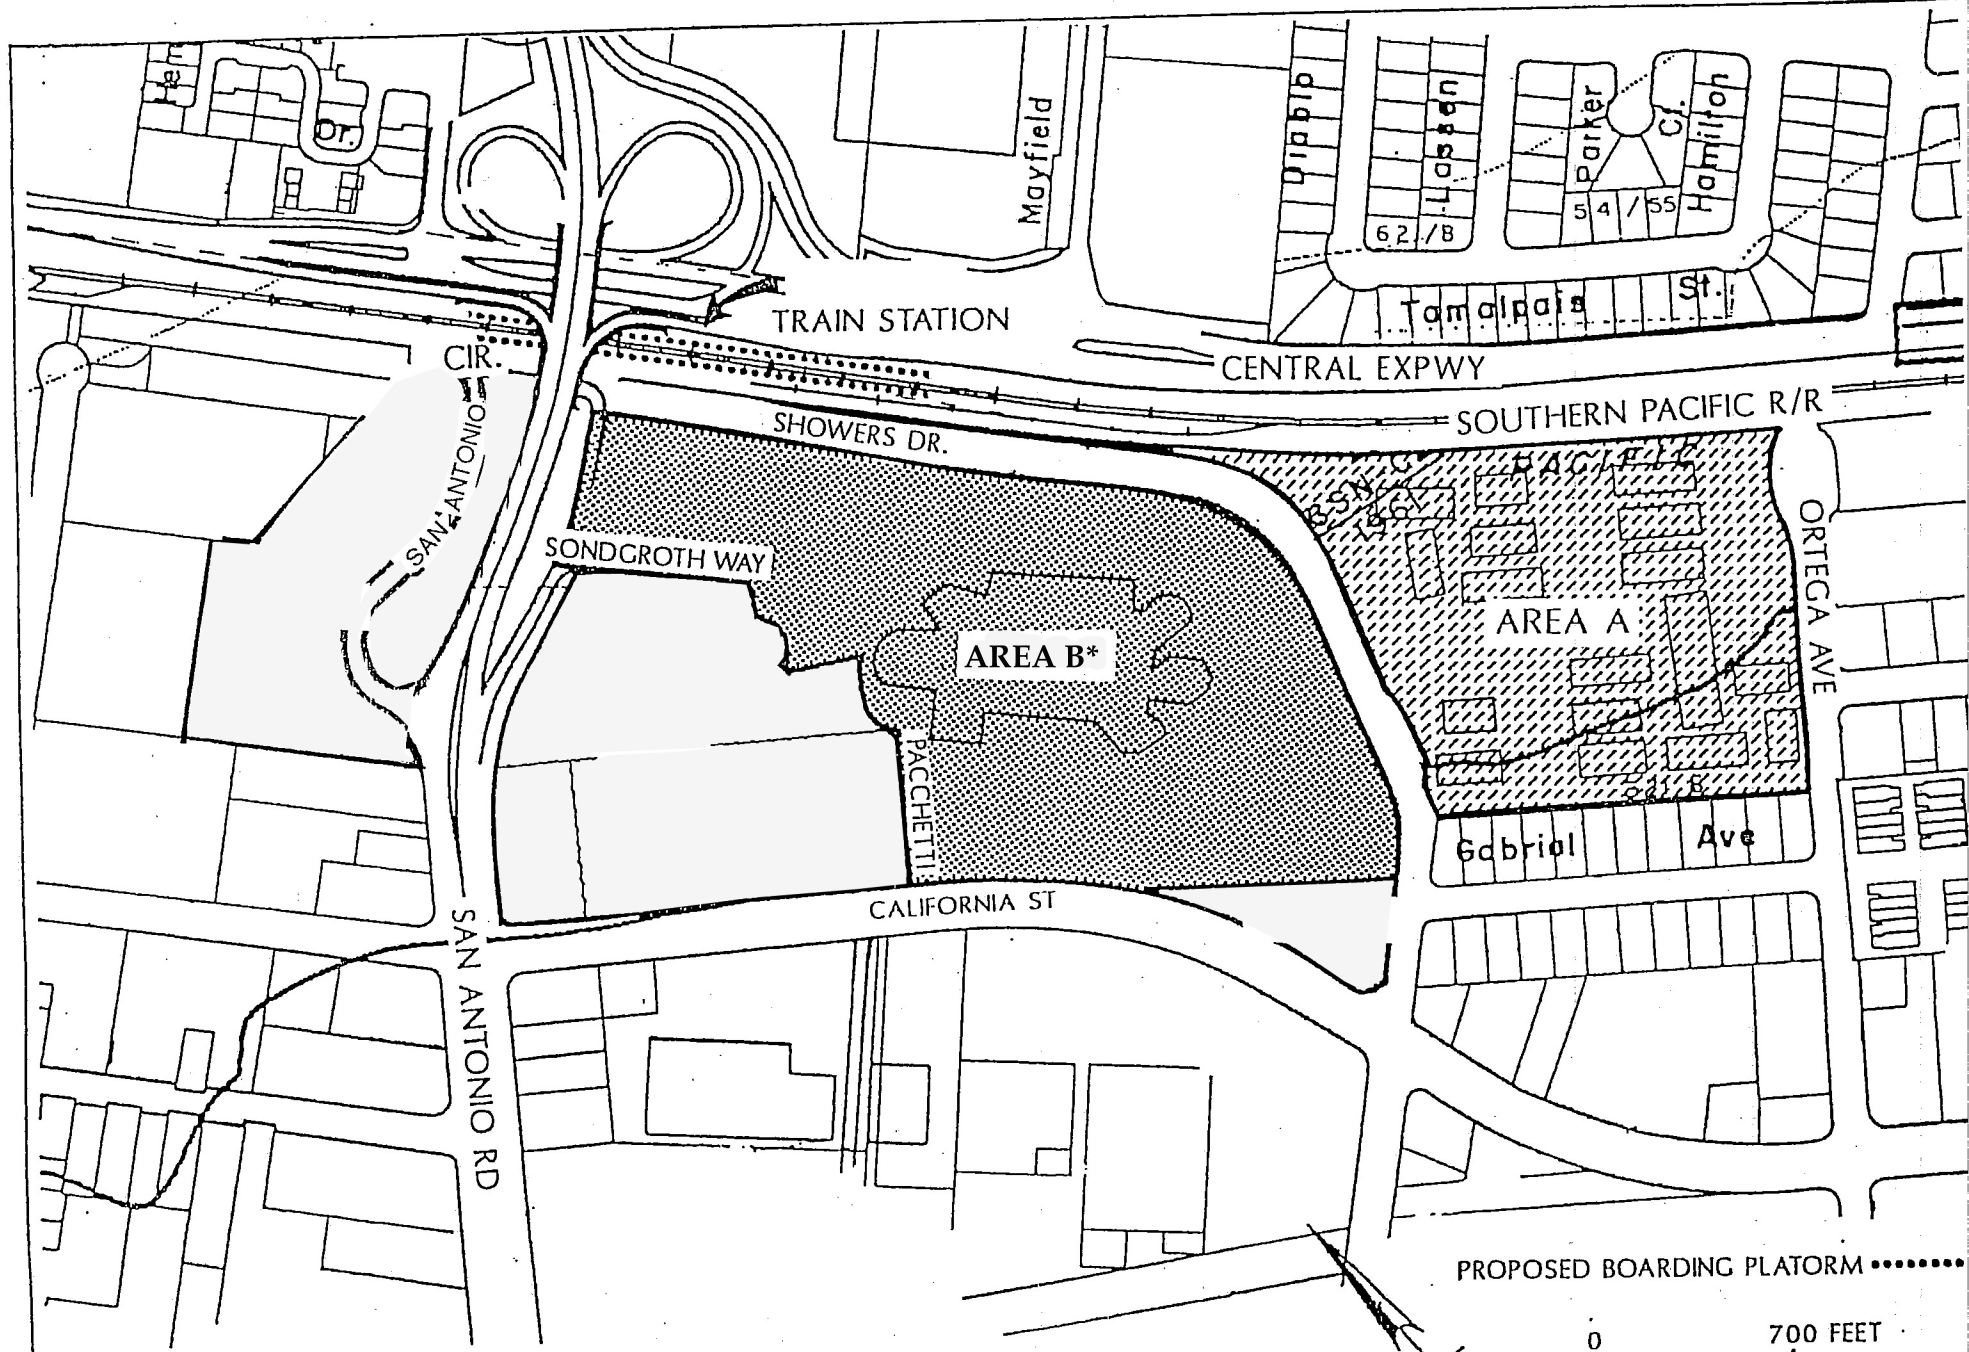 Dr.
Mayfield
Diablo
Lassen
Parker
Ct.
Hamilton
54/55
62/B
Tamalpais
St.
TRAIN STATION
CIR.
CENTRAL EXPWY
SOUTHERN PACIFIC R/R
SHOWERS DR.
SAN ANTONIO
PACIFIC
SONDGROTH WAY
ORTEGA AVE
AREA A
AREA B*
PACCHETTI
Gabrial
Ave
CALIFORNIA ST
SAN ANTONIO RD
PROPOSED BOARDING PLATORM
0
700 FEET